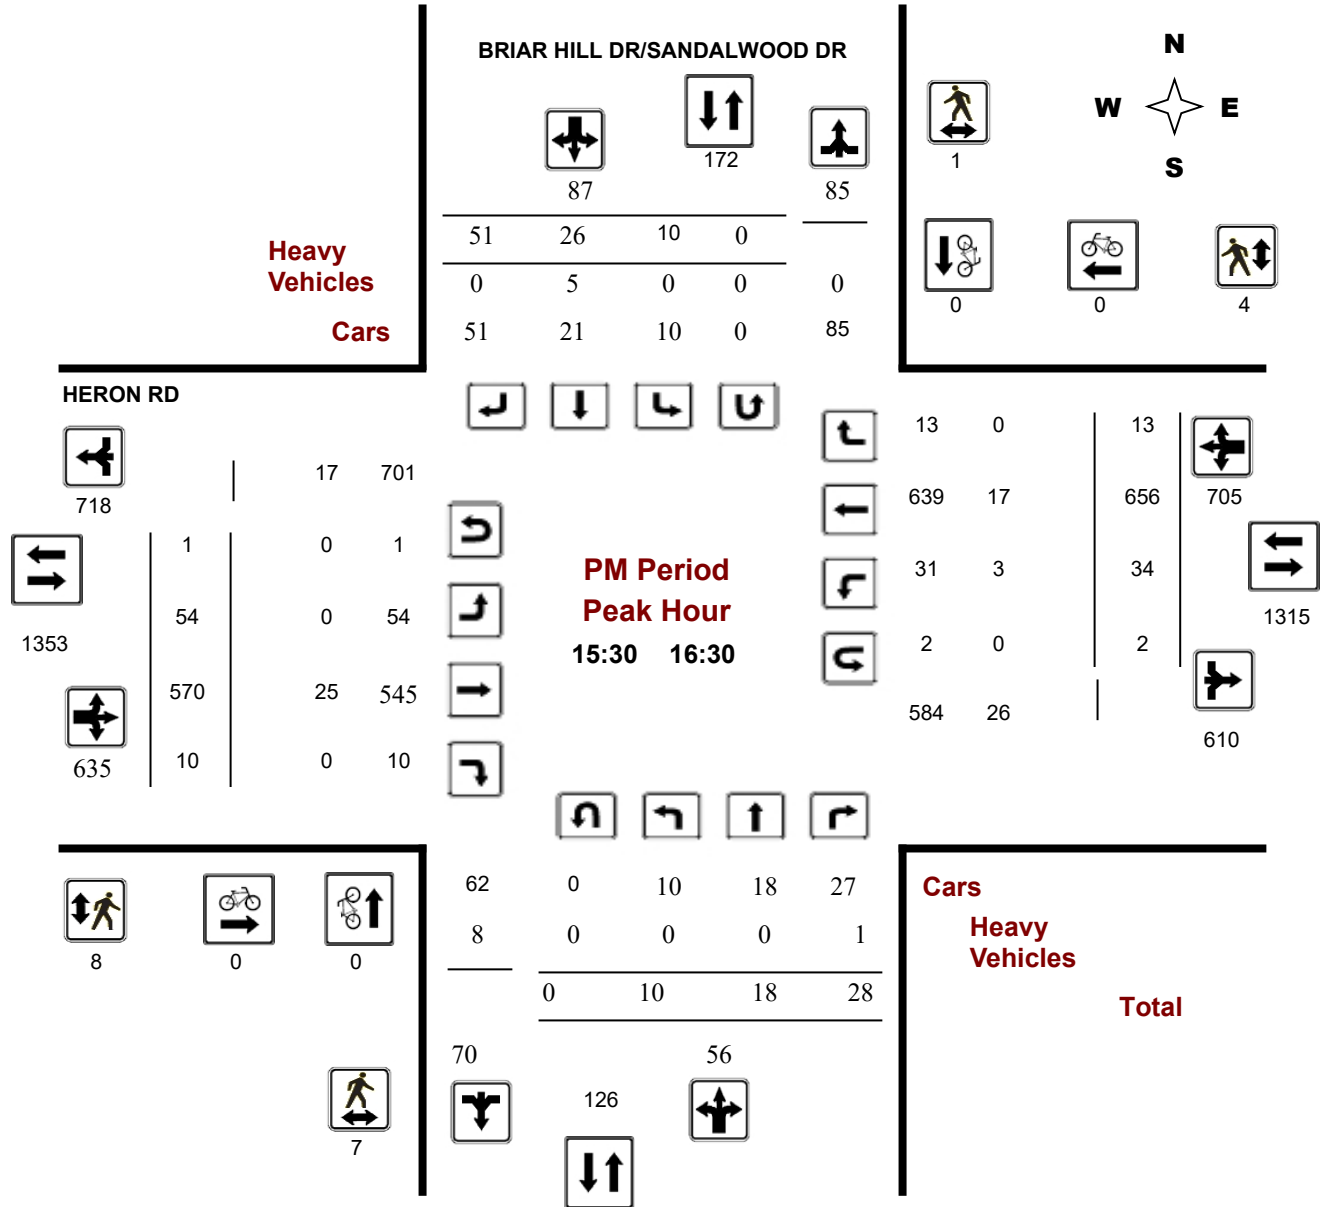 BRIAR HILL DR/SANDALWOOD DR
N
W E
S
172
1
87 85
51 26 10 0
Heavy
Vehicles
0 5 0 0 0
0 0 4
Cars
51 21 10 0 85
HERON RD
13 0 13
17 701
718
639 17 656 705
1 0 1
PM Period
31 3 34
Peak Hour
54 0 54
1315
1353
15:30 16:30
2 0 2
570 25 545
584 26
610
635 10 0 10
62 0 10 18 27
Cars
8 0 0 0 1
Heavy
Vehicles
8 0 0
0 10 18 28
Total
70 56
126
7